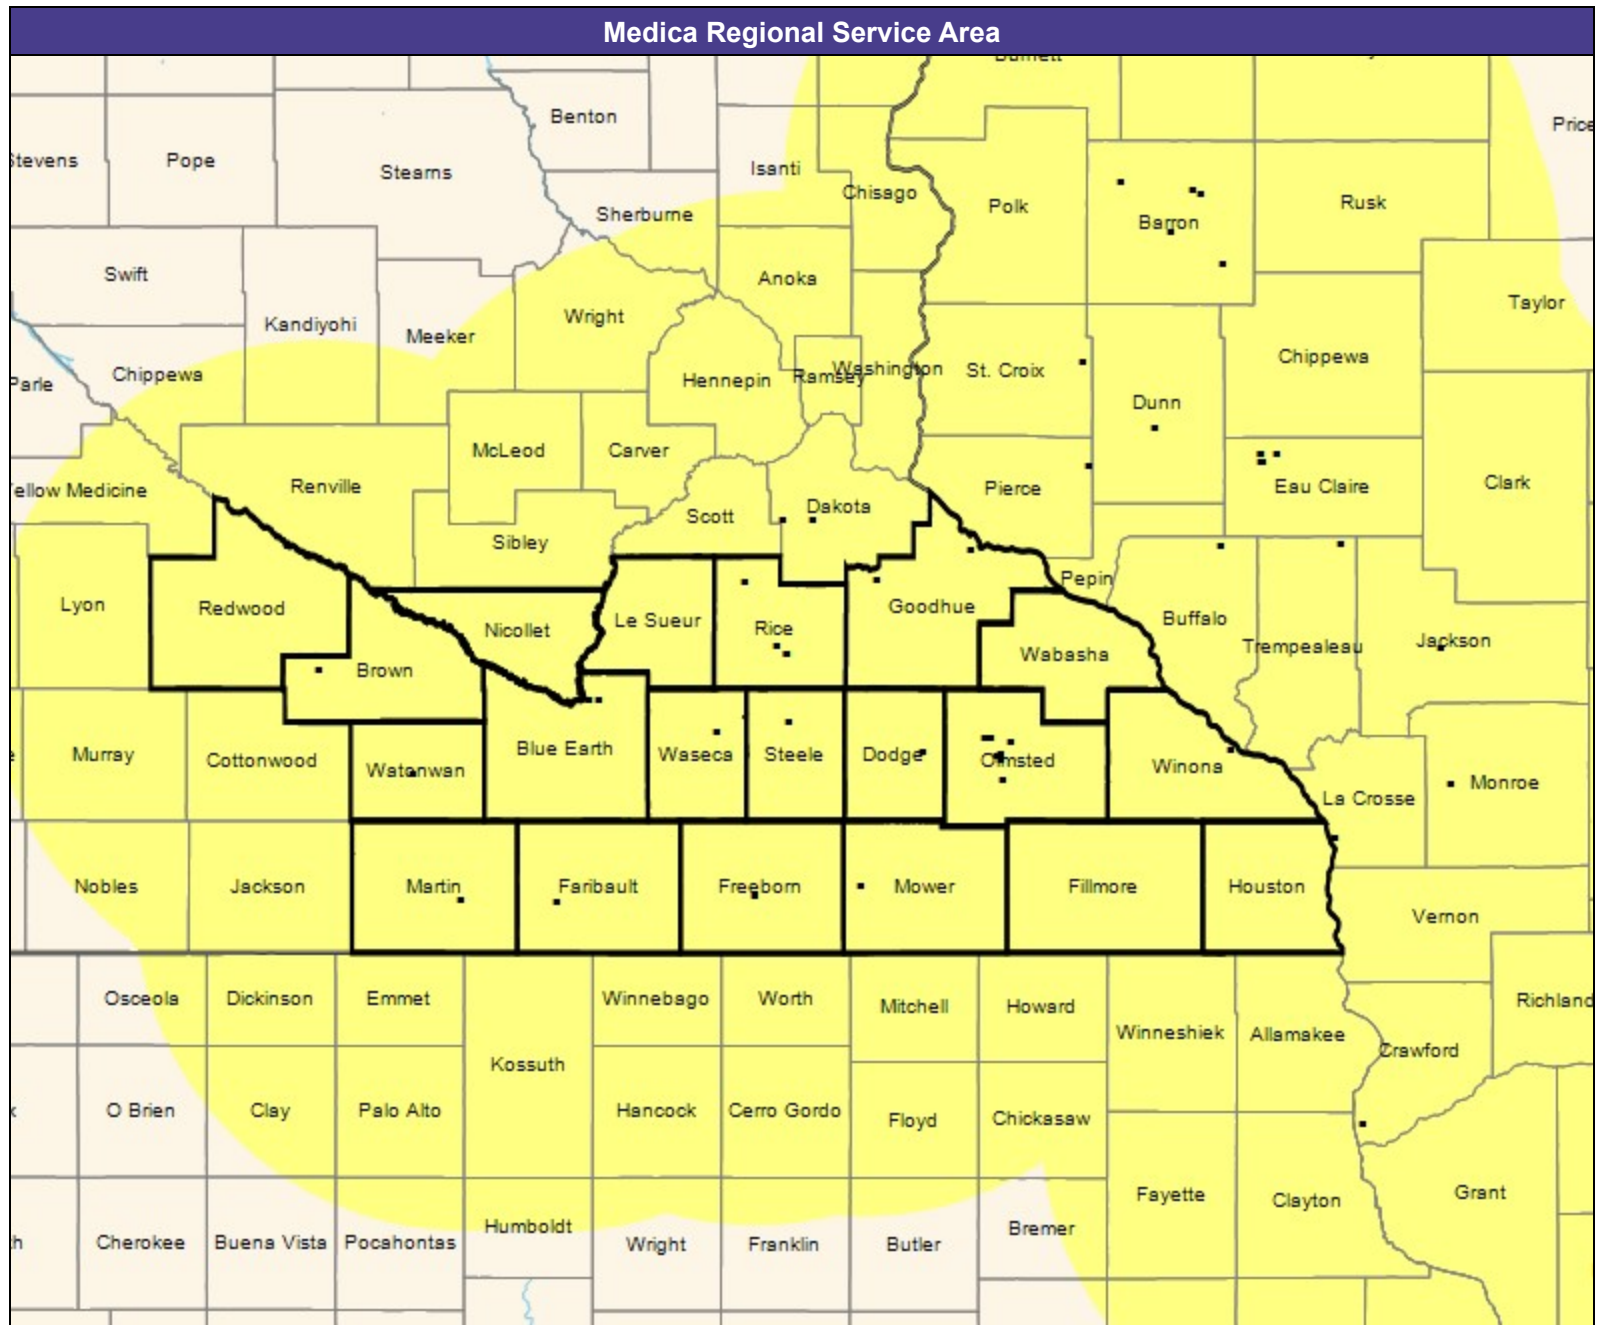 Medica Regional Service Area
Benton
Price
Stevens
Pope
Stearns
Isanti
Chisago
Polk
Barron
Rusk
Sherburne
Swift
Anoka
Taylor
Kandiyohi
Meeker
Wright
Chippewa
Parle
Chippewa
Hennepin
Ramsey
Washington
St. Croix
Dunn
McLeod
Carver
Renville
Yellow Medicine
Scott
Dakota
Pierce
Eau Claire
Clark
Sibley
Pepin
Lyon
Redwood
Nicollet
Le Sueur
Rice
Goodhue
Buffalo
Trempealeau
Jackson
Brown
Wabasha
Murray
Cottonwood
Watonwan
Blue Earth
Waseca
Steele
Dodge
Olmsted
Winona
La Crosse
Monroe
Nobles
Jackson
Martin
Faribault
Freeborn
Mower
Fillmore
Houston
Vernon
Osceola
Dickinson
Emmet
Winnebago
Worth
Mitchell
Howard
Richland
Winneshiek
Allamakee
Crawford
Kossuth
O Brien
Clay
Palo Alto
Hancock
Cerro Gordo
Floyd
Chickasaw
Fayette
Clayton
Grant
Cherokee
Buena Vista
Pocahontas
Humboldt
Wright
Franklin
Butler
Bremer